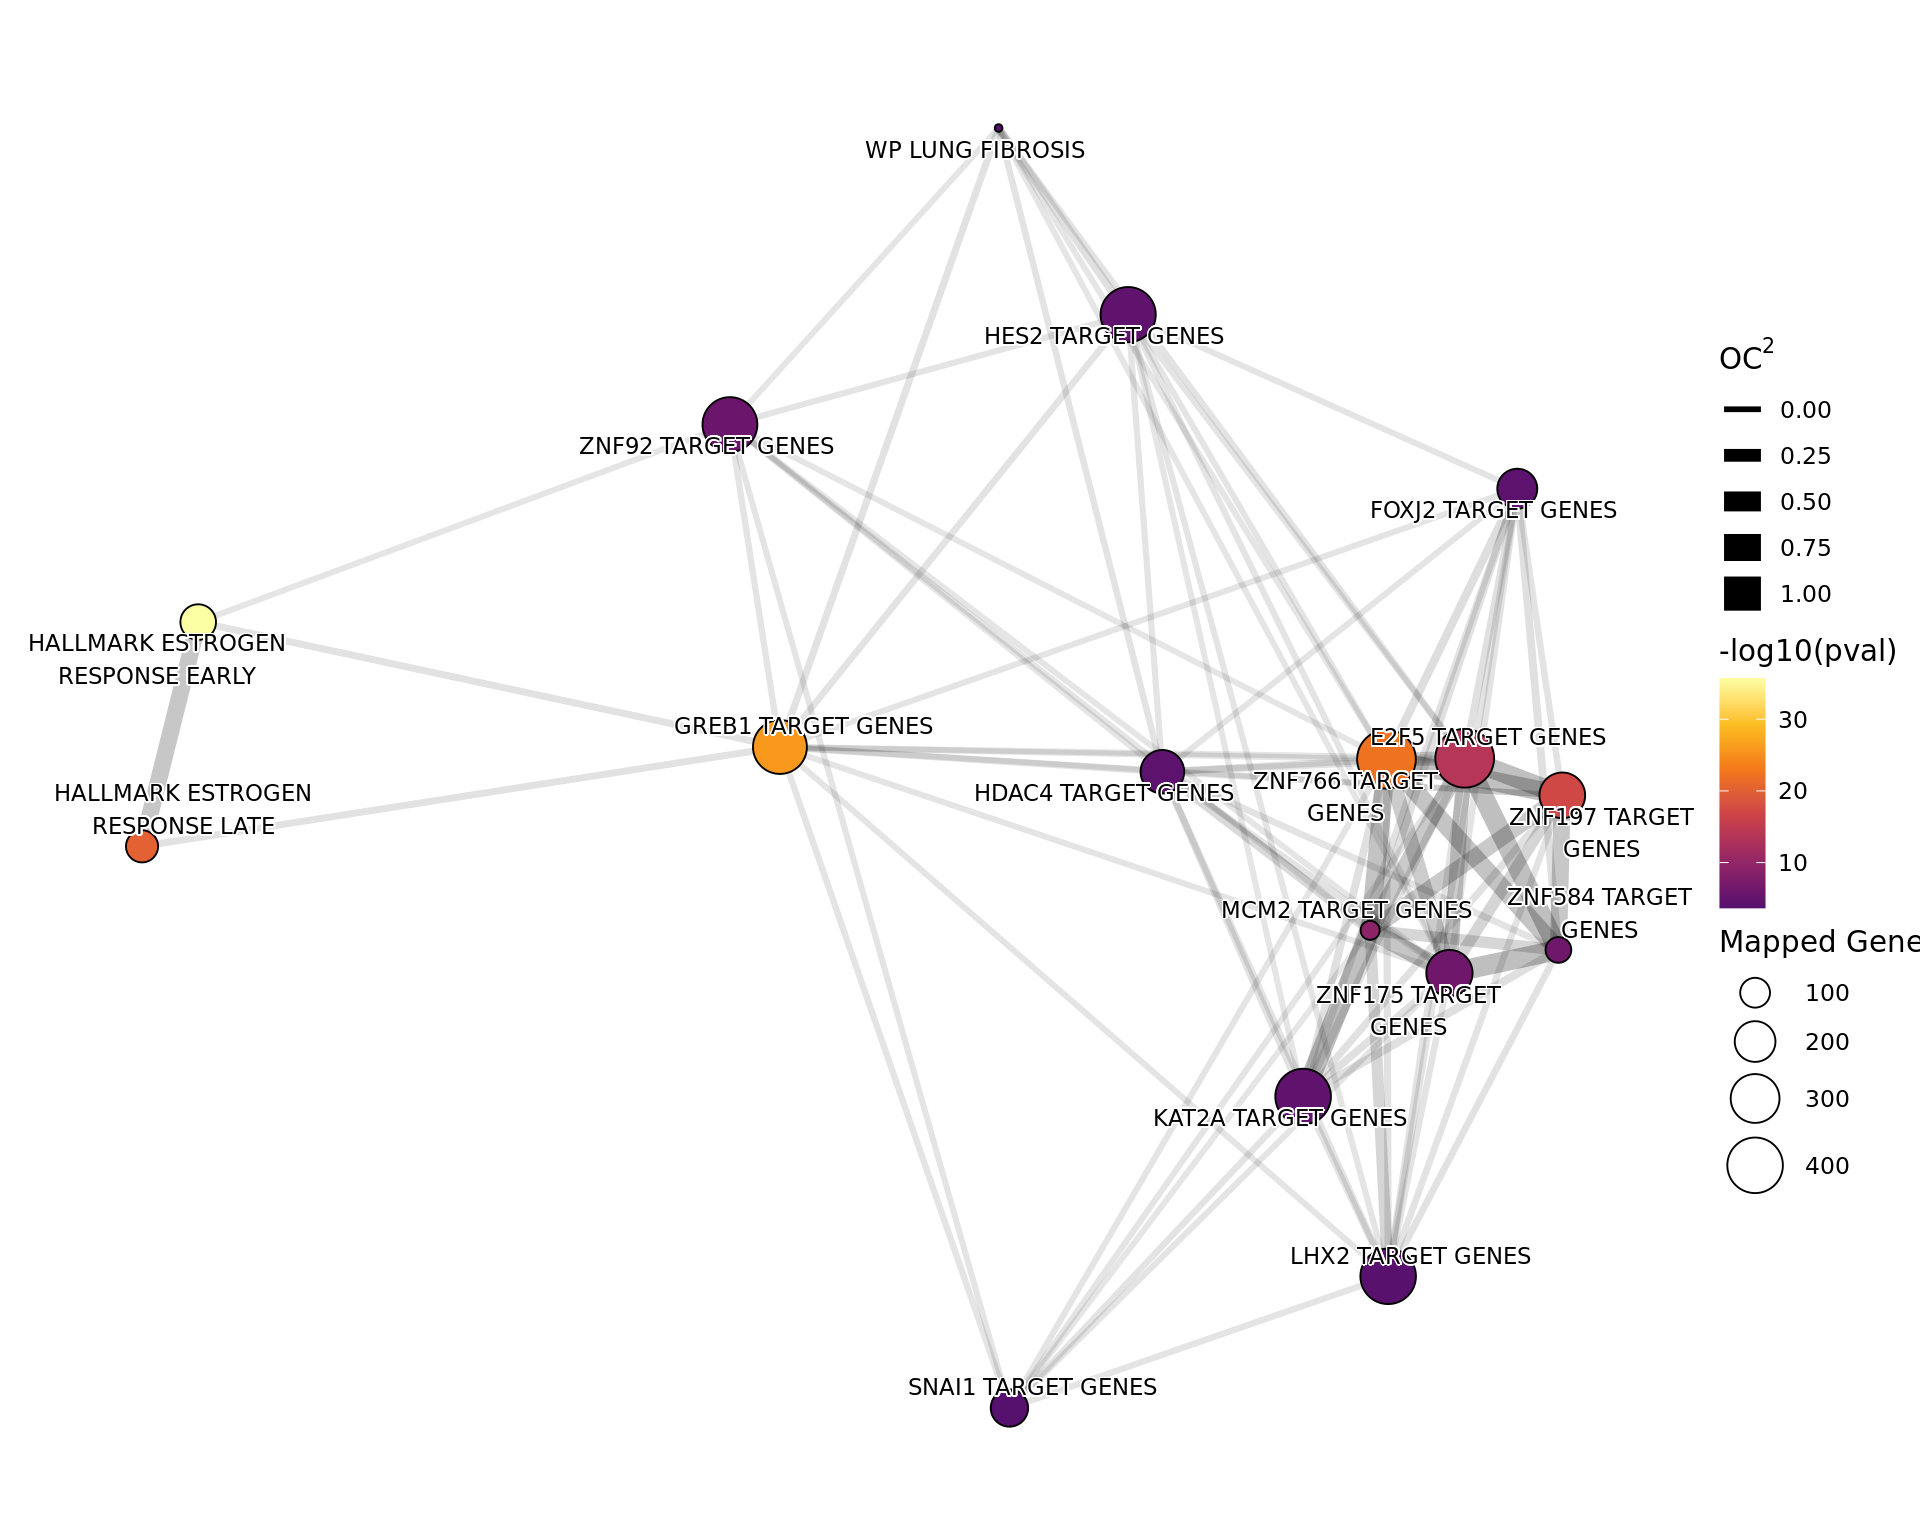 WP LUNG FIBROSIS
HES2 TARGET GENES
ZNF92 TARGET GENES
FOXJ2 TARGET GENES
HALLMARK ESTROGEN
RESPONSE EARLY
GREB1 TARGET GENES
E2F5 TARGET GENES
ZNF766 TARGET
GENES
HDAC4 TARGET GENES
HALLMARK ESTROGEN
RESPONSE LATE
ZNF197 TARGET
GENES
ZNF584 TARGET
GENES
MCM2 TARGET GENES
ZNF175 TARGET
GENES
KAT2A TARGET GENES
LHX2 TARGET GENES
SNAI1 TARGET GENES
OC²
0.00
0.25
0.50
0.75
1.00
-log10(pval)
30
20
10
Mapped Gene
100
200
300
400